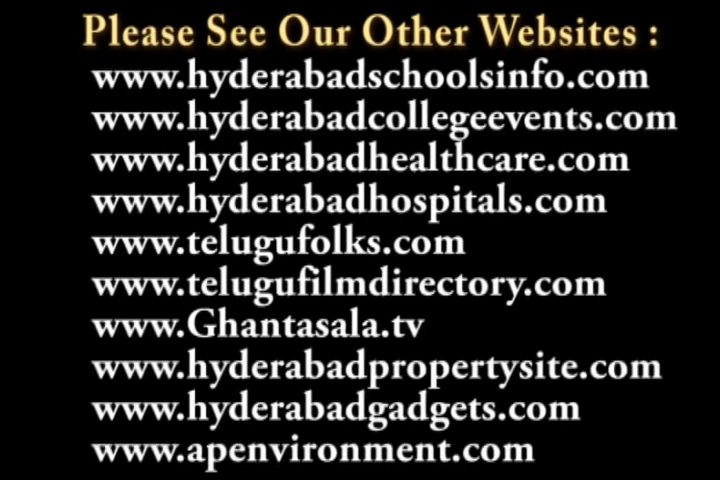 Please See Our Other Websites :
www.hyderabadschoolsinfo.com
www.hyderabadcollegeevents.com
www.hyderabadhealthcare.com
www.hyderabadhospitals.com
www.telugufolks.com
www.telugufilmdirectory.com
www.Ghantasala.tv
www.hyderabadpropertysite.com
www.hyderabadgadgets.com
www.apenvironment.com